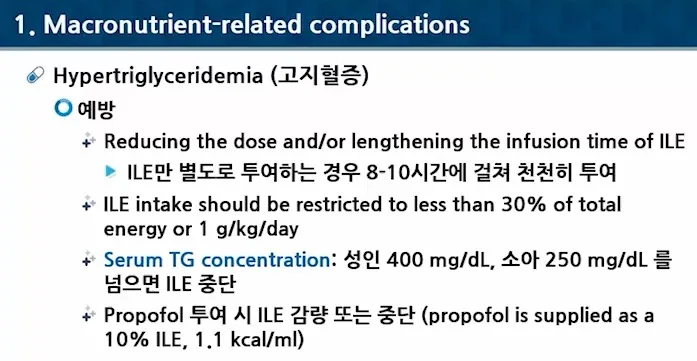 1. Macronutrient-related complications
Hypertriglyceridemia (고지혈증)
예방
Reducing the dose and/or lengthening the infusion time of ILE
ILE만 별도로 투여하는 경우 8-10시간에 걸쳐 천천히 투여
ILE intake should be restricted to less than 30% of total
energy or 1 g/kg/day
Serum TG concentration: 성인 400 mg/dL, 소아 250 mg/dL 를
넘으면 ILE 중단
Propofol 투여 시 ILE 감량 또는 중단 (propofol is supplied as a
10% ILE, 1.1 kcal/ml)